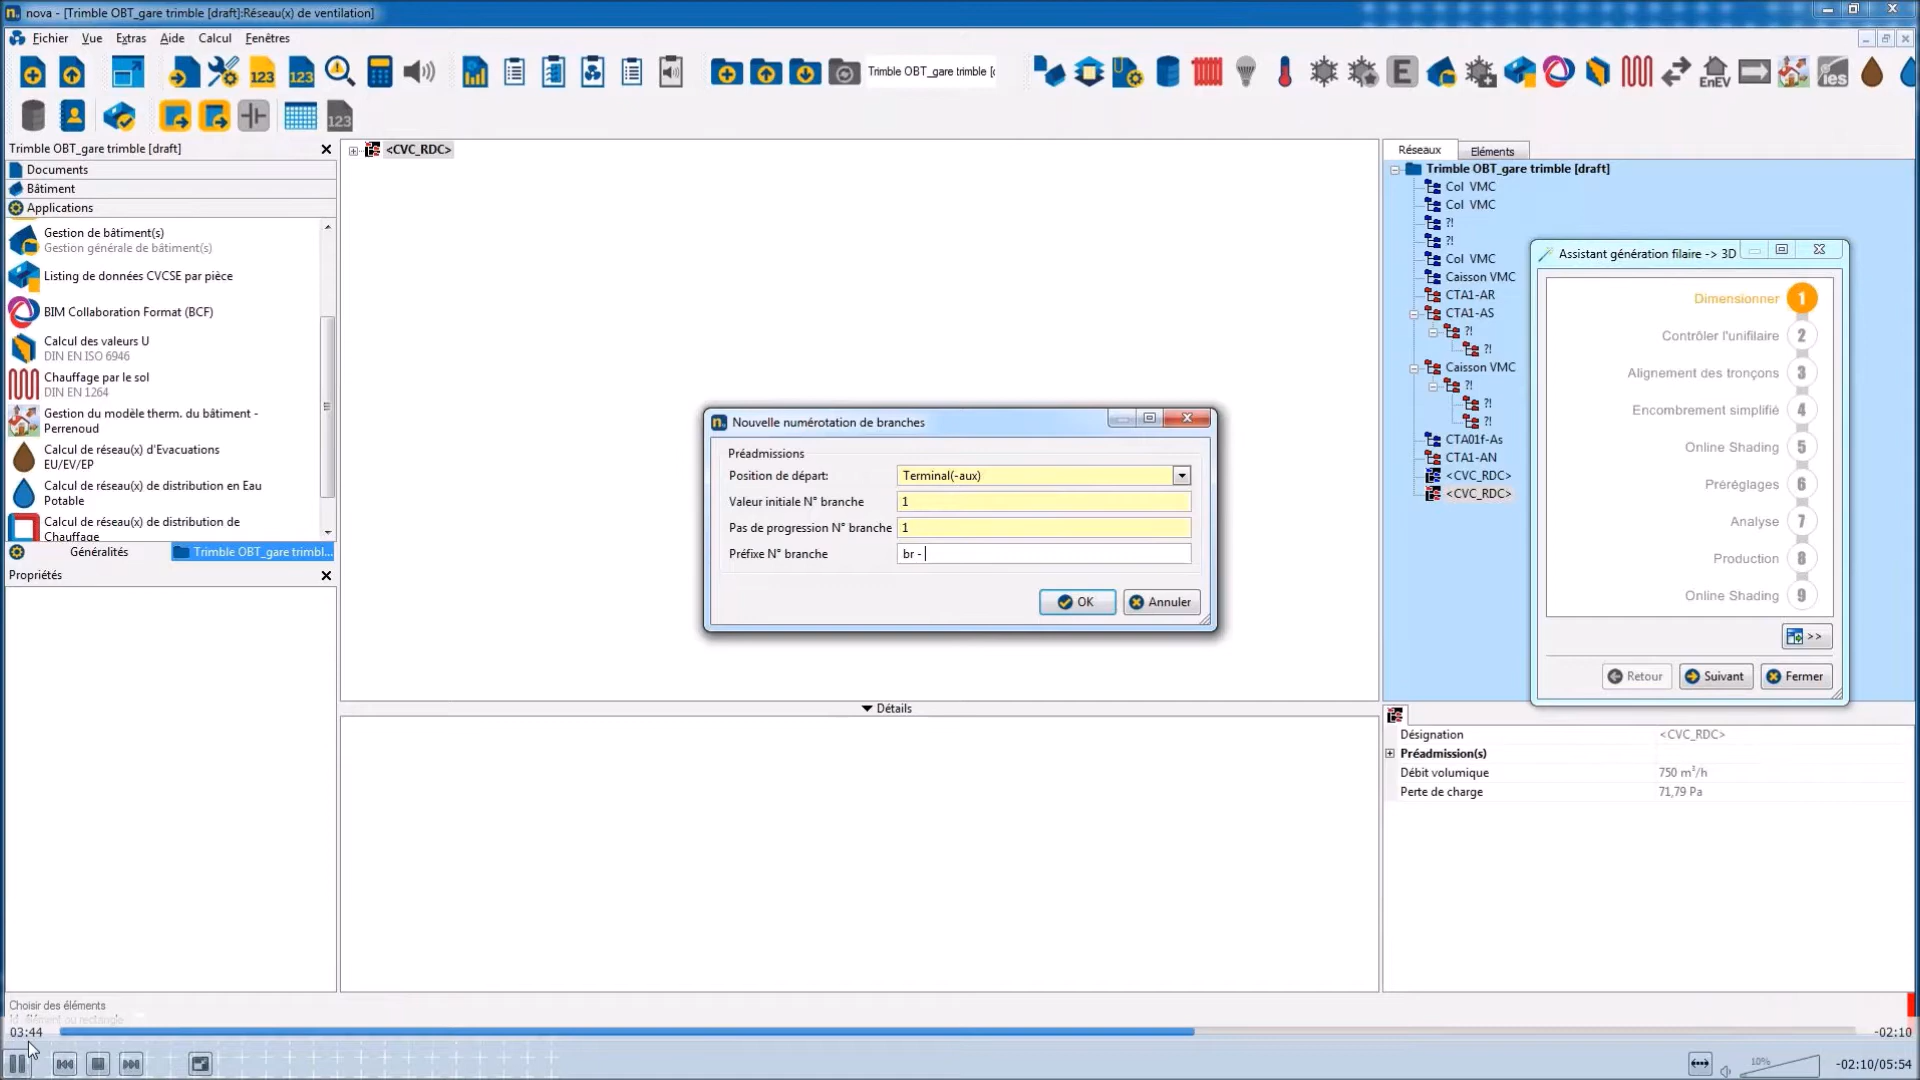 nova - [Trimble OBT_gare trimble [draft]:Réseau(x) de ventilation]
Fichier Vue Extras Aide Calcul Fenêtres
123 123 Trimble OBT_gare trimble [c E EnEV ies
123
Trimble OBT_gare trimble [draft]
Documents
Bâtiment
Applications
Gestion de bâtiment(s)
Gestion générale de bâtiment(s)
Listing de données CVCSE par pièce
BIM Collaboration Format (BCF)
Calcul des valeurs U
DIN EN ISO 6946
Chauffage par le sol
DIN EN 1264
Gestion du modèle therm. du bâtiment -
Perrenoud
Calcul de réseau(x) d'Evacuations
EU/EV/EP
Calcul de réseau(x) de distribution en Eau
Potable
Calcul de réseau(x) de distribution de
Chauffage
Généralités Trimble OBT_gare trimbl...
Propriétés
<CVC_RDC>
Nouvelle numérotation de branches
Préadmissions
Position de départ: Terminal(-aux)
Valeur initiale N° branche 1
Pas de progression N° branche 1
Préfixe N° branche br -
OK Annuler
Détails
Réseaux Eléments
Trimble OBT_gare trimble [draft]
Col VMC
Col VMC
?!
?!
Col VMC
Caisson VMC
CTA1-AR
CTA1-AS
?!
?!
Caisson VMC
?!
?!
?!
CTA01f-As
CTA1-AN
<CVC_RDC>
<CVC_RDC>
Assistant génération filaire -> 3D
Dimensionner 1
Contrôler l'unifilaire 2
Alignement des tronçons 3
Encombrement simplifié 4
Online Shading 5
Préréglages 6
Analyse 7
Production 8
Online Shading 9
>>
Retour Suivant Fermer
Désignation <CVC_RDC>
Préadmission(s)
Débit volumique 750 m³/h
Perte de charge 71,79 Pa
Choisir des éléments
Id. élément ou rectangle
03:44 -02:10
10% -02:10/05:54